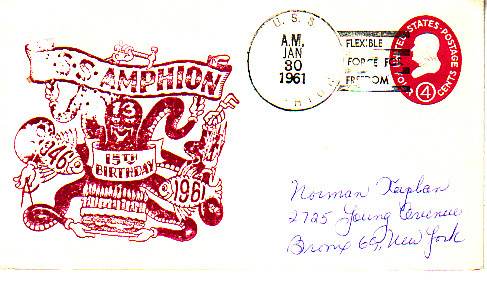 U.S.S. AMPHION
13
15TH
BIRTHDAY
1946
1961
U.S.S.
A.M.
JAN
30
1961
FLEXIBLE
FORCE FOR
FREEDOM
UNITED STATES·POSTAGE
4
CENTS
Norman Kaplan
2725 Young Avenue
Bronx 69, New York